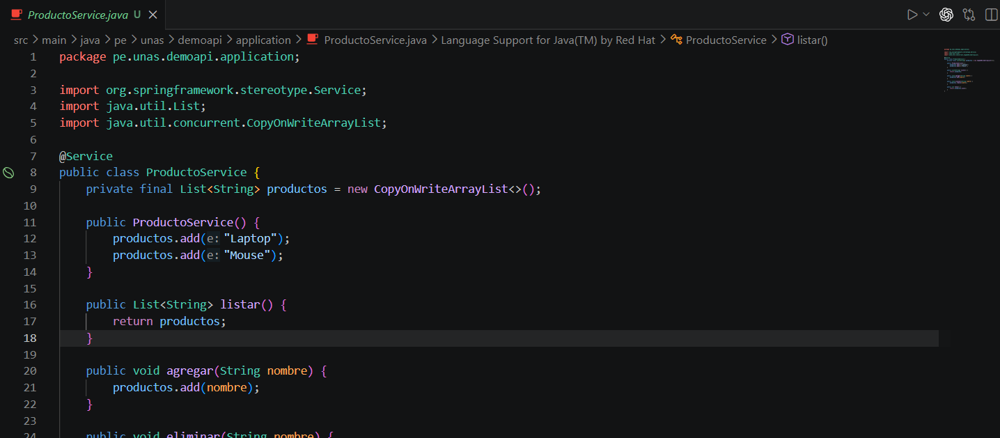 ProductoService.java U
src > main > java > pe > unas > demoapi > application > ProductoService.java > Language Support for Java(TM) by Red Hat > ProductoService > listar()
1 package pe.unas.demoapi.application;
2
3 import org.springframework.stereotype.Service;
4 import java.util.List;
5 import java.util.concurrent.CopyOnWriteArrayList;
6
7 @Service
8 public class ProductoService {
9     private final List<String> productos = new CopyOnWriteArrayList<>();
10
11     public ProductoService() {
12         productos.add(e: "Laptop");
13         productos.add(e: "Mouse");
14     }
15
16     public List<String> listar() {
17         return productos;
18     }
19
20     public void agregar(String nombre) {
21         productos.add(nombre);
22     }
23
24     public void eliminar(String nombre) {